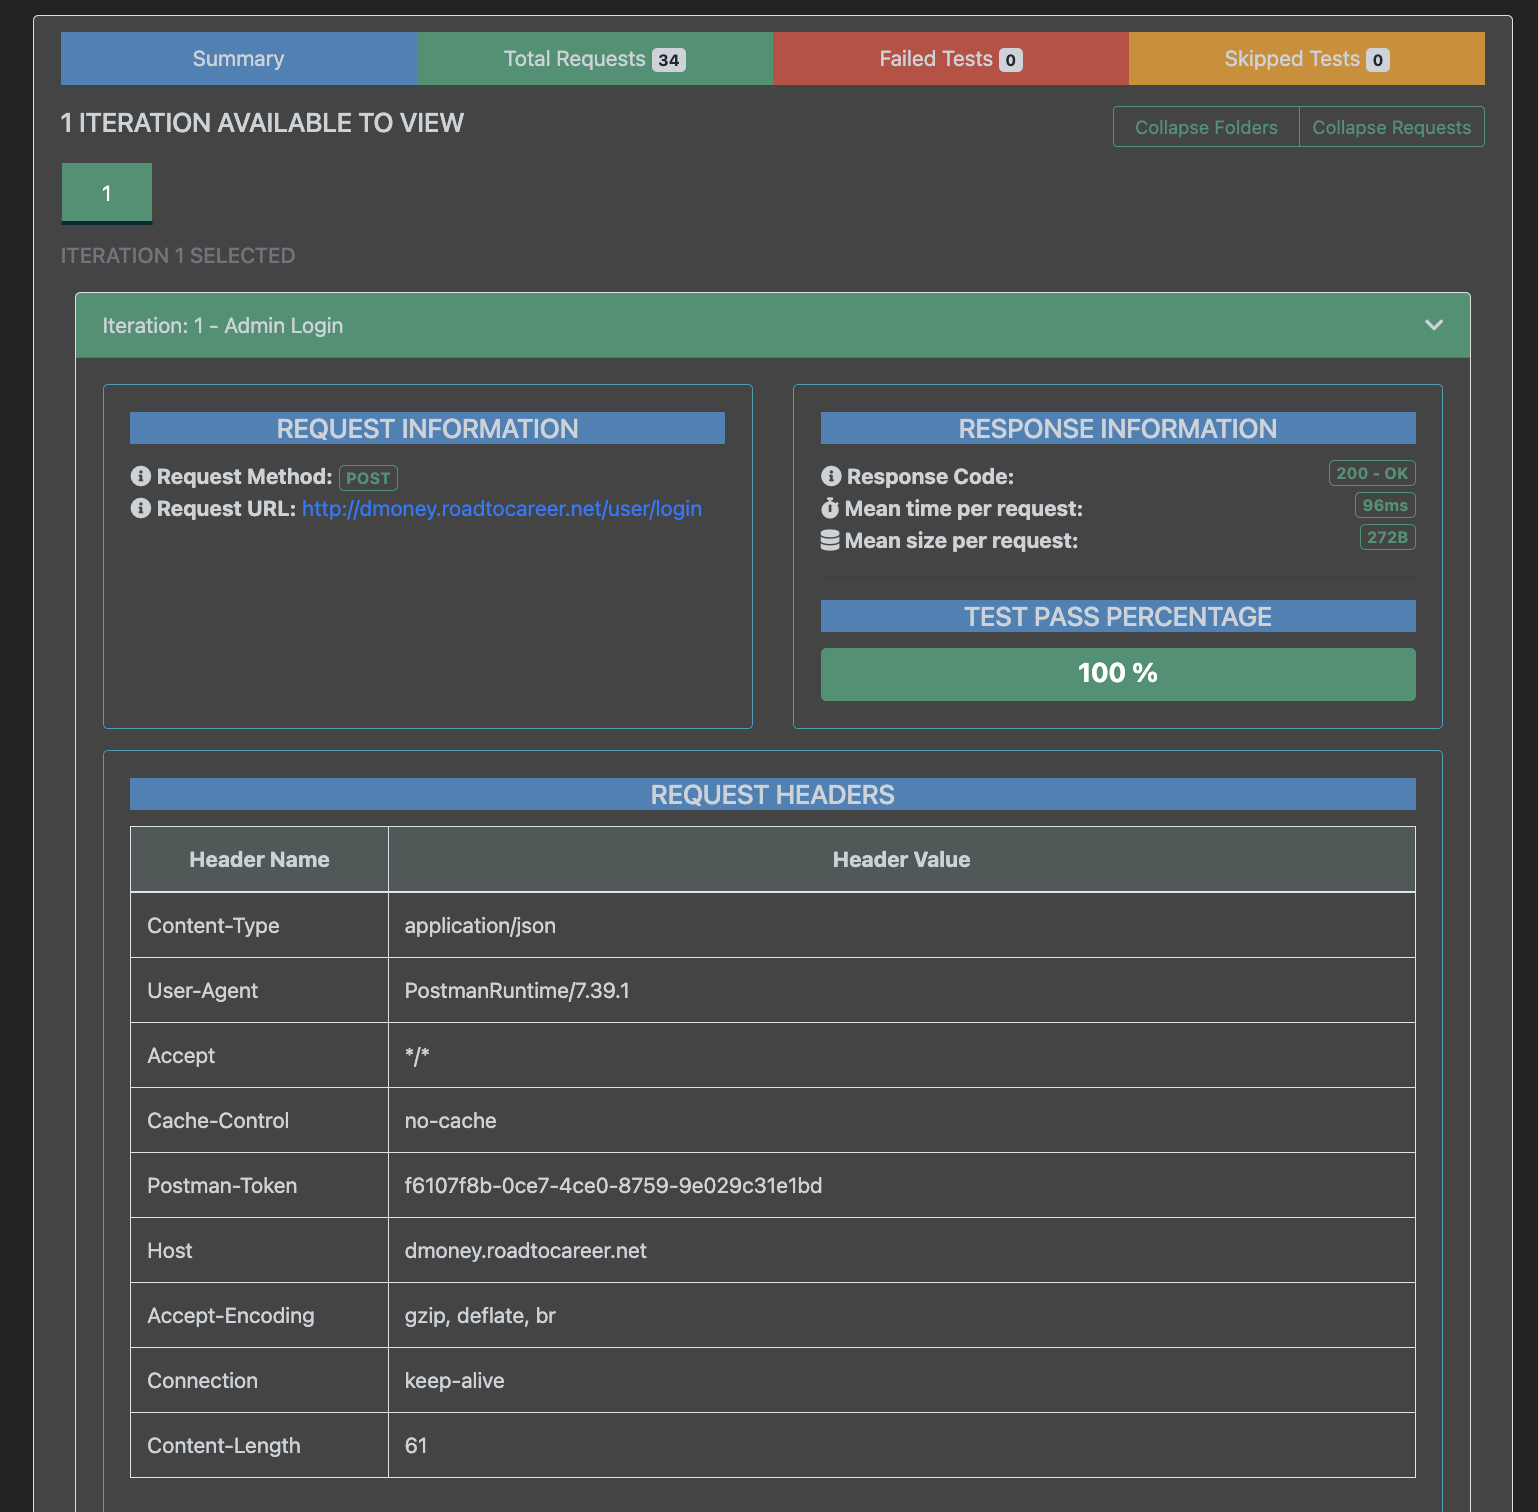 Summary
Total Requests 34
Failed Tests 0
Skipped Tests 0
1 ITERATION AVAILABLE TO VIEW
Collapse Folders
Collapse Requests
1
ITERATION 1 SELECTED
Iteration: 1 - Admin Login
REQUEST INFORMATION
Request Method: POST
Request URL: http://dmoney.roadtocareer.net/user/login
RESPONSE INFORMATION
Response Code: 200 - OK
Mean time per request: 96ms
Mean size per request: 272B
TEST PASS PERCENTAGE
100 %
REQUEST HEADERS
Header Name Header Value
Content-Type application/json
User-Agent PostmanRuntime/7.39.1
Accept */*
Cache-Control no-cache
Postman-Token f6107f8b-0ce7-4ce0-8759-9e029c31e1bd
Host dmoney.roadtocareer.net
Accept-Encoding gzip, deflate, br
Connection keep-alive
Content-Length 61